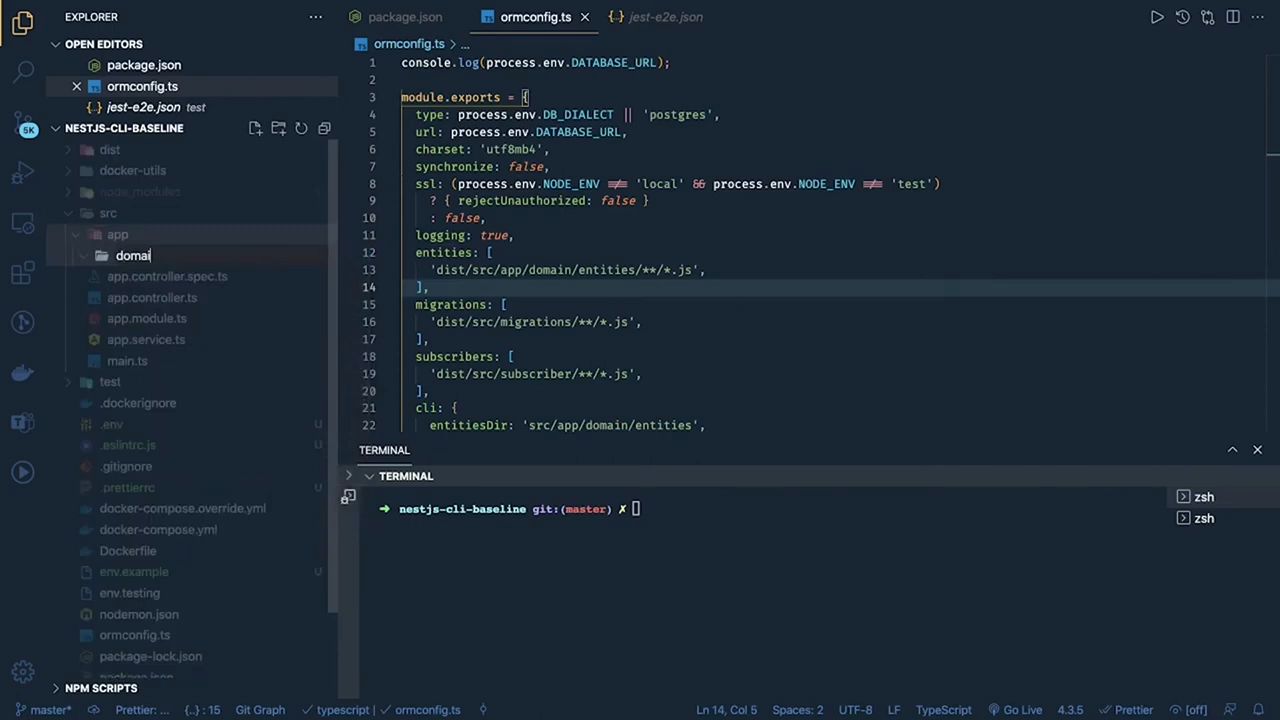 EXPLORER
package.json
ormconfig.ts
jest-e2e.json
OPEN EDITORS
package.json
ormconfig.ts
jest-e2e.json test
5K
NESTJS-CLI-BASELINE
dist
docker-utils
node_modules
src
app
domai
app.controller.spec.ts
app.controller.ts
app.module.ts
app.service.ts
main.ts
test
.dockerignore
.env U
.eslintrc.js U
.gitignore
.prettierrc U
docker-compose.override.yml
docker-compose.yml
Dockerfile
env.example U
env.testing
nodemon.json
ormconfig.ts
package-lock.json
package.json
NPM SCRIPTS
ormconfig.ts > ...
1 console.log(process.env.DATABASE_URL);
2
3 module.exports = {
4 type: process.env.DB_DIALECT || 'postgres',
5 url: process.env.DATABASE_URL,
6 charset: 'utf8mb4',
7 synchronize: false,
8 ssl: (process.env.NODE_ENV !== 'local' && process.env.NODE_ENV !== 'test')
9 ? { rejectUnauthorized: false }
10 : false,
11 logging: true,
12 entities: [
13 'dist/src/app/domain/entities/**/*.js',
14 ],
15 migrations: [
16 'dist/src/migrations/**/*.js',
17 ],
18 subscribers: [
19 'dist/src/subscriber/**/*.js',
20 ],
21 cli: {
22 entitiesDir: 'src/app/domain/entities',
TERMINAL
TERMINAL
➜ nestjs-cli-baseline git:(master) ✗
zsh
zsh
master* Prettier: ... {..} : 15 Git Graph ✓ typescript | ✓ ormconfig.ts Ln 14, Col 5 Spaces: 2 UTF-8 LF TypeScript Go Live 4.3.5 Prettier [off]